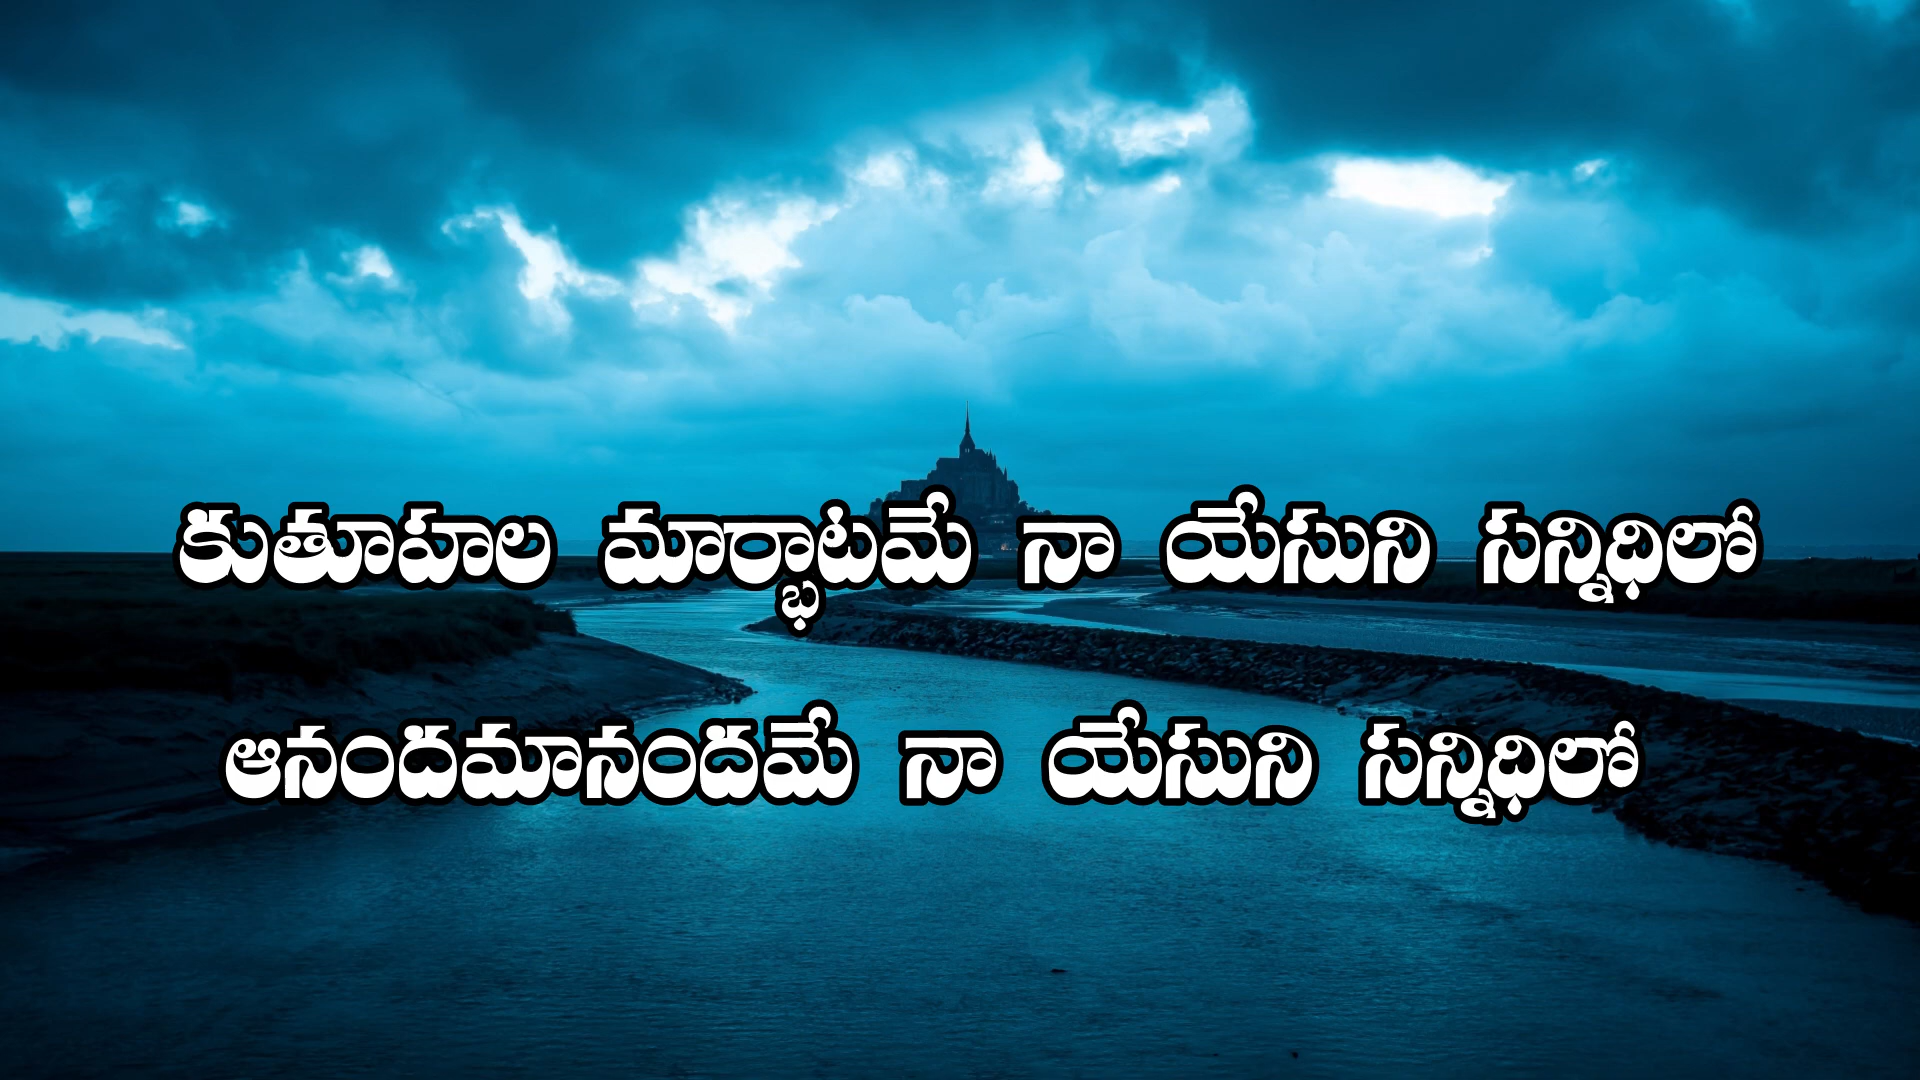 కుతూహల మార్భాటమే నా యేసుని సన్నిధిలో
ఆనందమానందమే నా యేసుని సన్నిధిలో